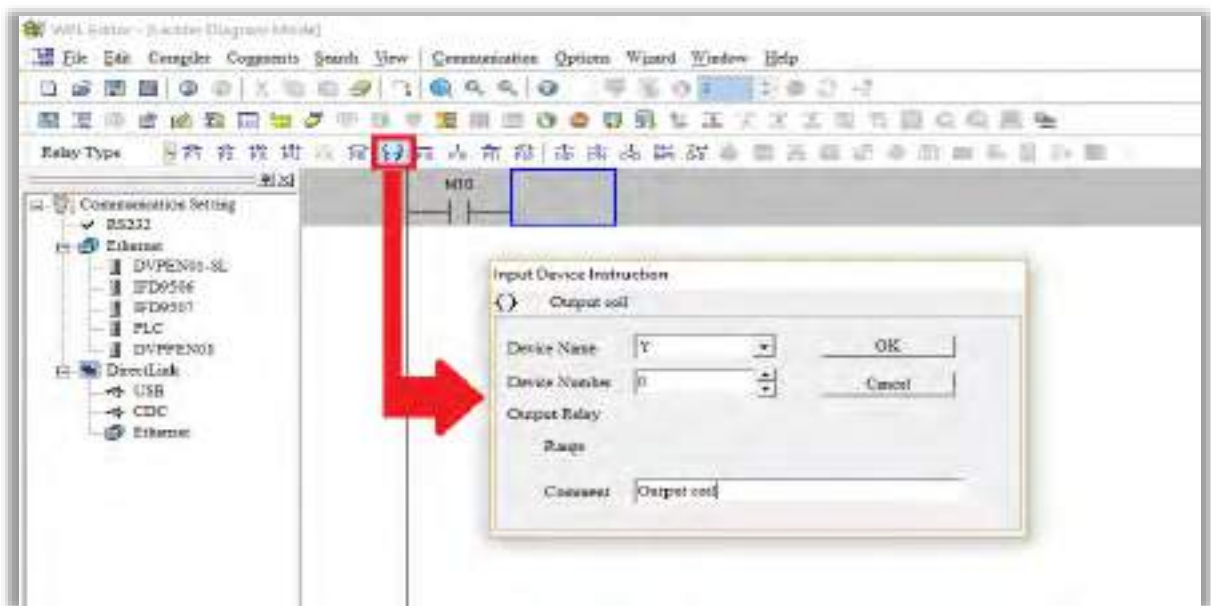 WPL Editor - [Ladder Diagram Mode]
File Edit Compiler Comments Search View Communication Options Wizard Window Help
Relay Type
M10
Communication Setting
RS232
Ethernet
DVPEN01-SL
IFD9506
IFD9507
PLC
DirectLink
USB
CDC
Ethernet
Input Device Instruction
Output coil
Device Name Y OK
Device Number 0 Cancel
Output Relay
Range
Comment Output coil